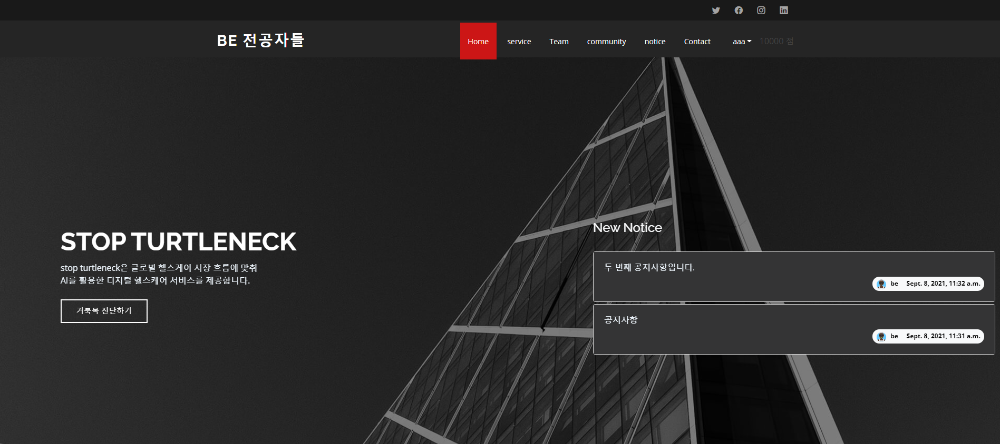 BE 전공자들
Home service Team community notice Contact aaa 10000 점
STOP TURTLENECK
stop turtleneck은 글로벌 헬스케어 시장 흐름에 맞춰
AI를 활용한 디지털 헬스케어 서비스를 제공합니다.
거북목 진단하기
New Notice
두 번째 공지사항입니다.
be Sept. 8, 2021, 11:32 a.m.
공지사항
be Sept. 8, 2021, 11:31 a.m.